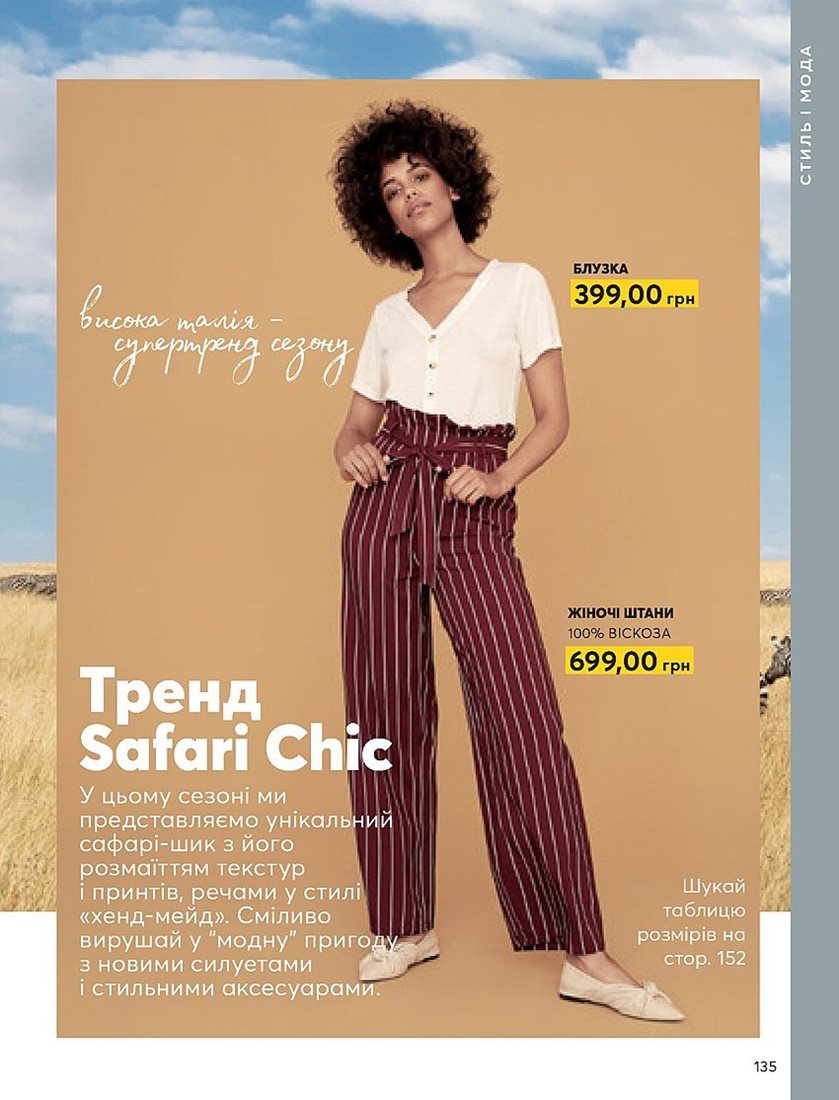 СТИЛЬ І МОДА
висока талія –
супертренд сезону
БЛУЗКА
399,00 грн
ЖІНОЧІ ШТАНИ
100% ВІСКОЗА
699,00 грн
Тренд
Safari Chic
У цьому сезоні ми
представляємо унікальний
сафарі-шик з його
розмаїттям текстур
і принтів, речами у стилі
«хенд-мейд». Сміливо
вирушай у "модну" пригоду
з новими силуетами
і стильними аксесуарами.
Шукай
таблицю
розмірів на
стор. 152
135